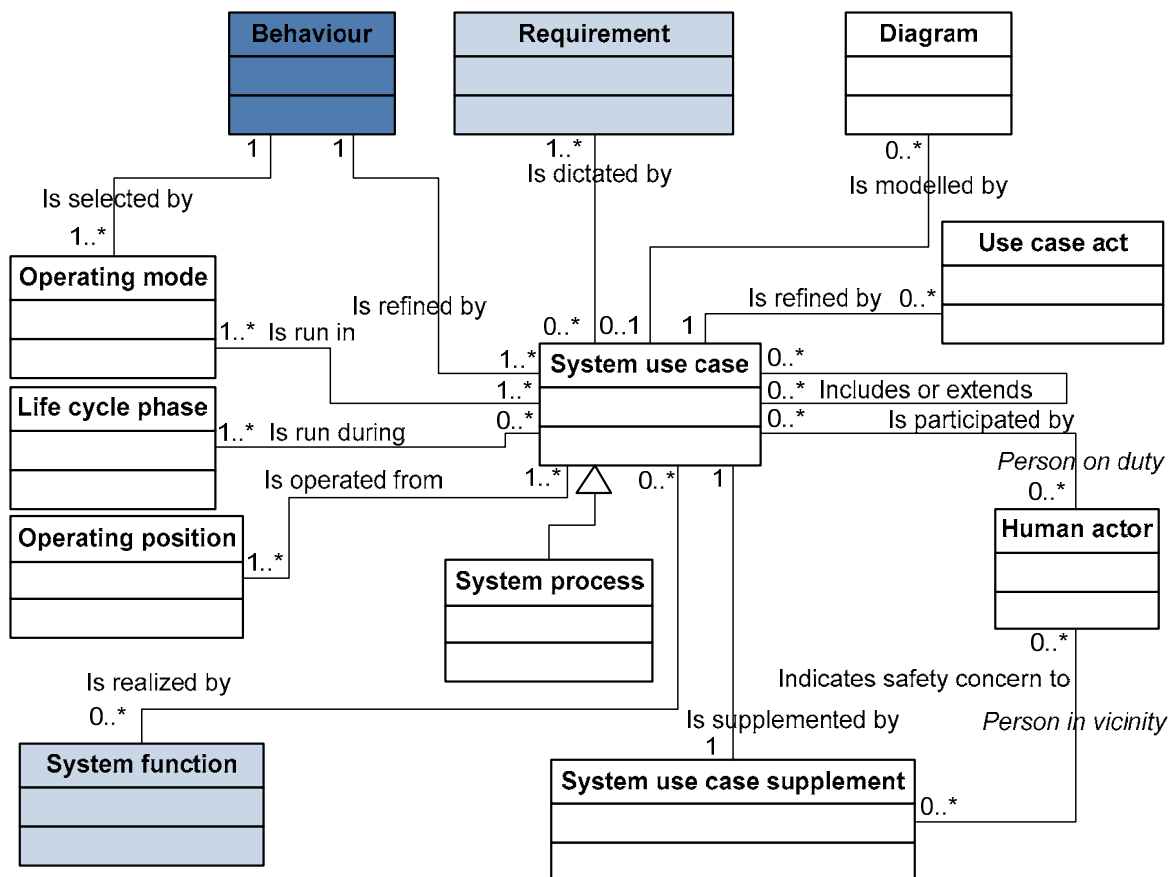 Behaviour
Requirement
Diagram
1
1
1..*
0..*
Is dictated by
Is modelled by
Is selected by
1..*
Use case act
Operating mode
Is refined by
0..*
Is refined by
1..*
Is run in
0..*
0..1
1
1..*
System use case
0..*
1..*
0..*
Includes or extends
Life cycle phase
0..*
0..*
Is participated by
1..*
Is run during
Person on duty
Is operated from
1..*
0..*
1
0..*
Operating position
Human actor
1..*
System process
0..*
Is realized by
Indicates safety concern to
0..*
Is supplemented by
Person in vicinity
1
System function
System use case supplement
0..*